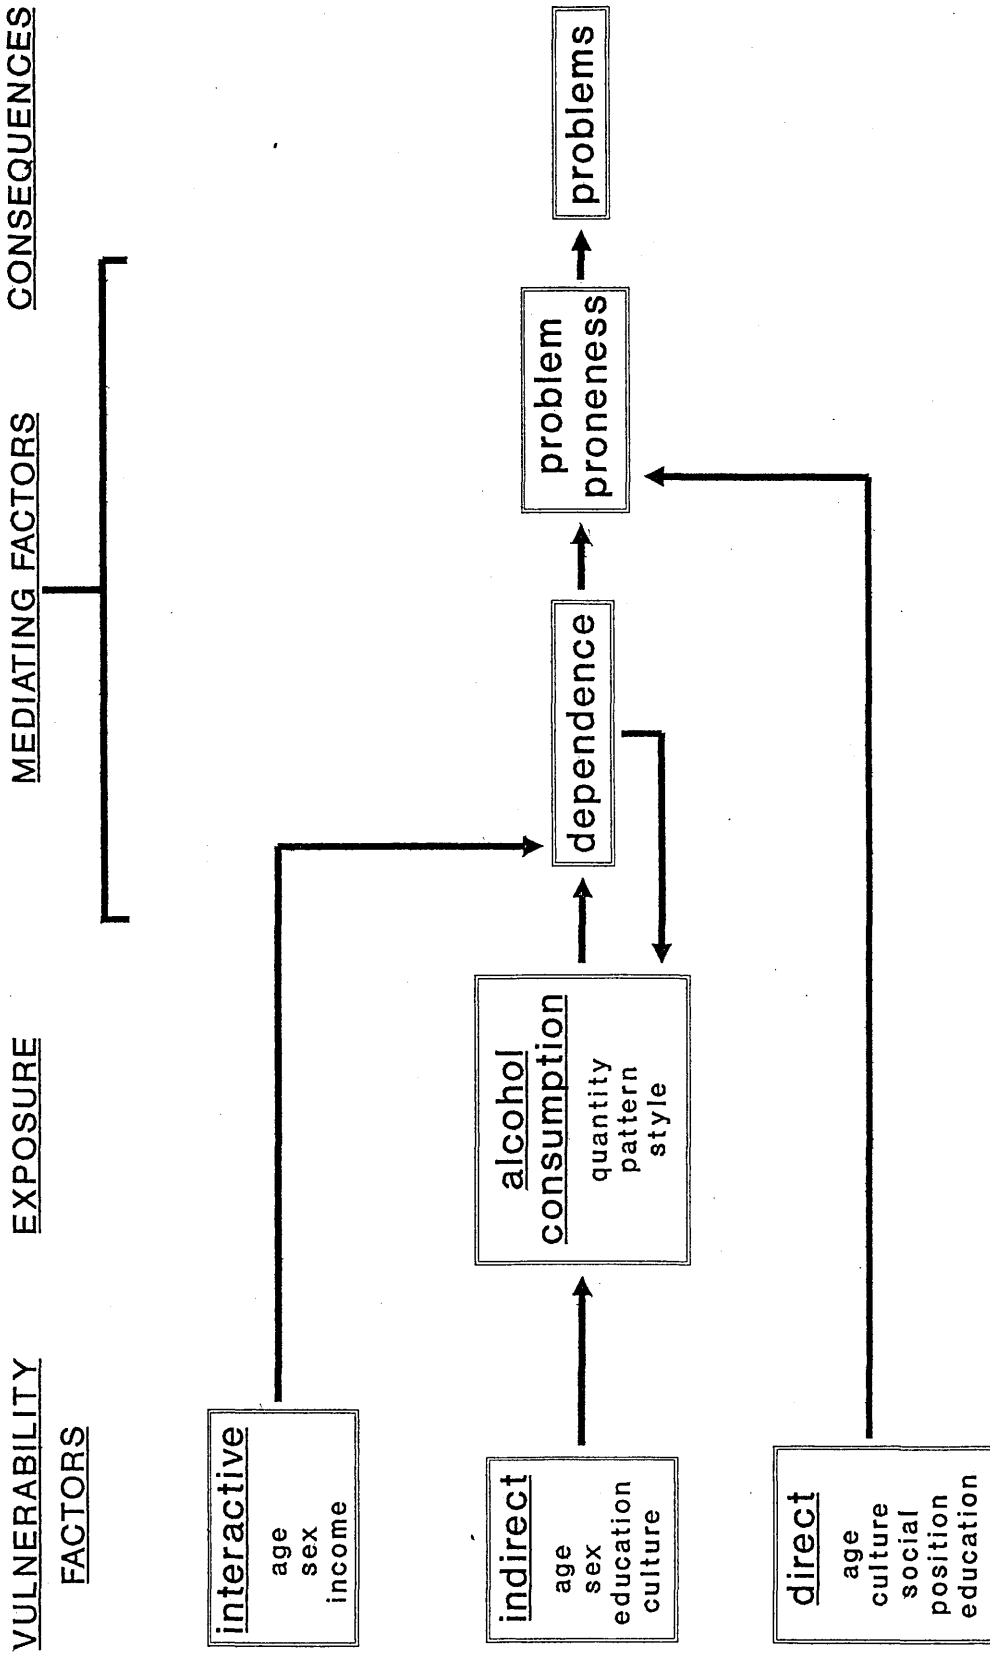 VULNERABILITY
FACTORS
EXPOSURE
MEDIATING FACTORS
CONSEQUENCES
interactive
age
sex
income
indirect
age
sex
education
culture
direct
age
culture
social
position
education
alcohol
consumption
quantity
pattern
style
dependence
problem
proneness
problems